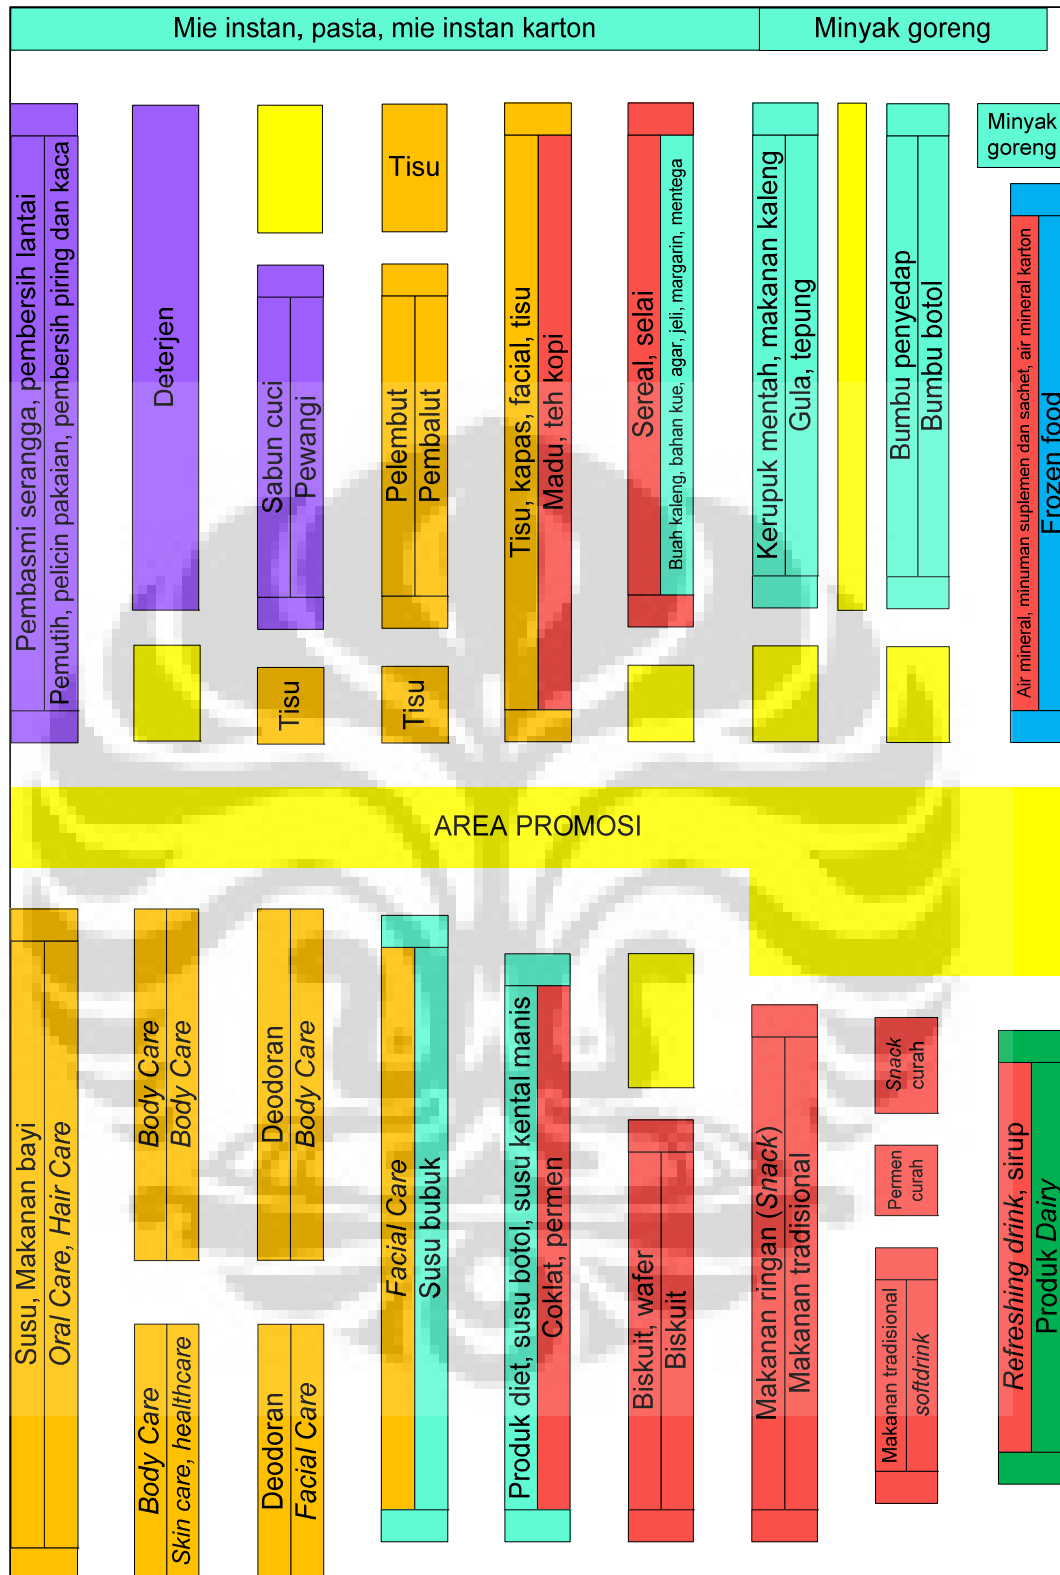 Mie instan, pasta, mie instan karton
Minyak goreng
Pembasmi serangga, pembersih lantai
Pemutih, pelicin pakaian, pembersih piring dan kaca
Deterjen
Sabun cuci
Pewangi
Tisu
Tisu
Pelembut
Pembalut
Tisu
Tisu, kapas, facial, tisu
Madu, teh kopi
Sereal, selai
Buah kaleng, bahan kue, agar, jeli, margarin, mentega
Kerupuk mentah, makanan kaleng
Gula, tepung
Bumbu penyedap
Bumbu botol
Minyak
goreng
Air mineral, minuman suplemen dan sachet, air mineral karton
Frozen food
AREA PROMOSI
Susu, Makanan bayi
Oral Care, Hair Care
Body Care
Body Care
Body Care
Skin care, healthcare
Deodoran
Body Care
Deodoran
Facial Care
Facial Care
Susu bubuk
Produk diet, susu botol, susu kental manis
Coklat, permen
Biskuit, wafer
Biskuit
Makanan ringan (Snack)
Makanan tradisional
Snack
curah
Permen
curah
Makanan tradisional
softdrink
Refreshing drink, sirup
Produk Dairy